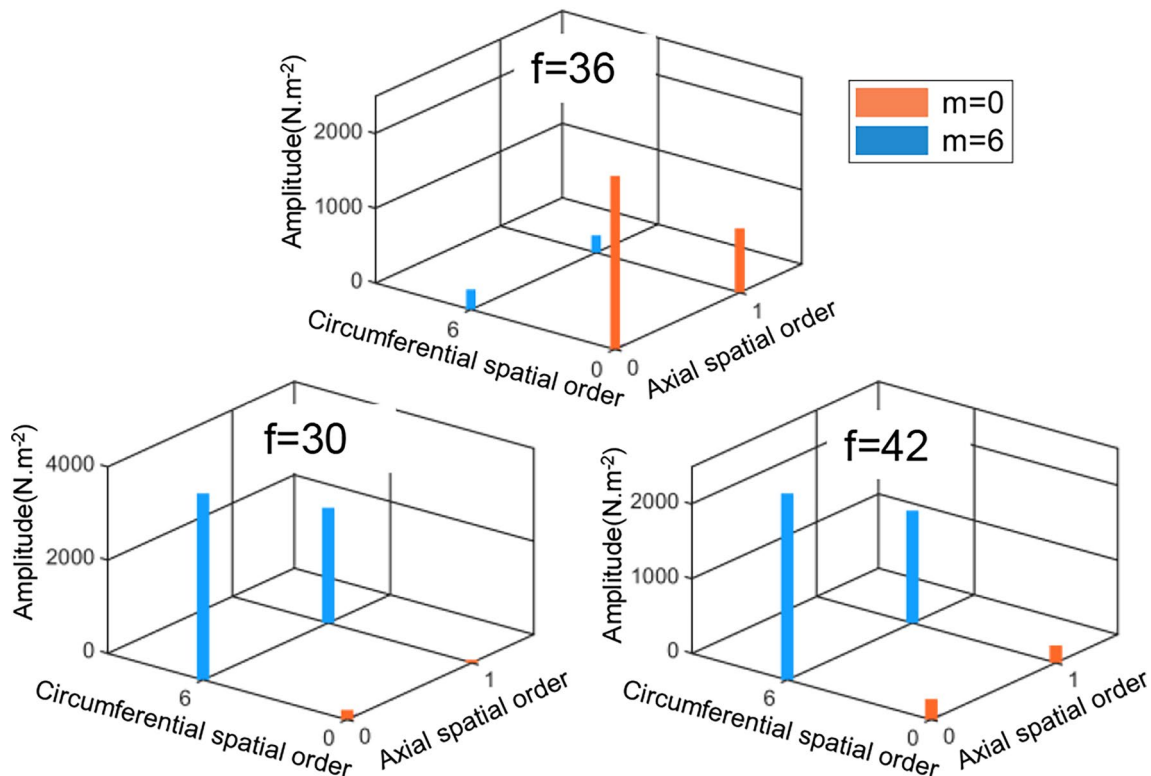 f=36
Amplitude(N.m-2)
2000
1000
0
6
0
0
1
Circumferential spatial order
Axial spatial order
m=0
m=6
f=30
Amplitude(N.m-2)
4000
2000
0
6
0
0
1
Circumferential spatial order
Axial spatial order
f=42
Amplitude(N.m-2)
2000
1000
0
6
0
0
1
Circumferential spatial order
Axial spatial order